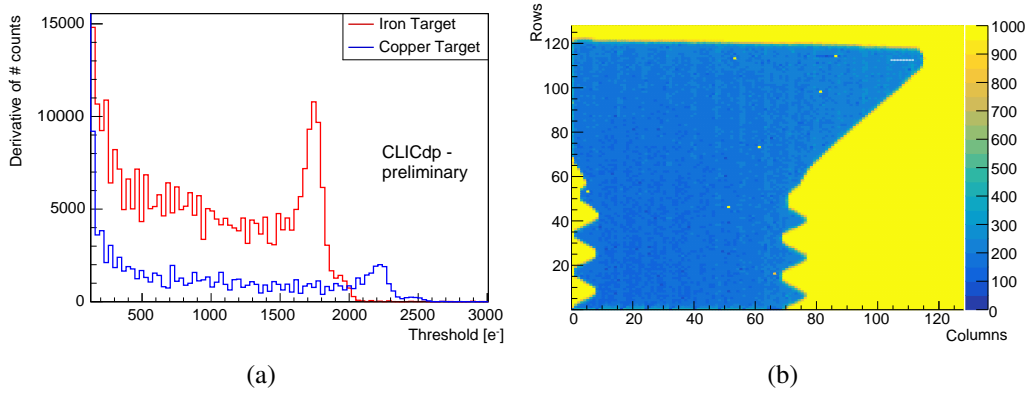 Derivative of # counts
15000
10000
5000
0
Iron Target
Copper Target
CLICdp -
preliminary
500 1000 1500 2000 2500 3000
Threshold [e-]
(a)
Rows
120
100
80
60
40
20
0 20 40 60 80 100 120
Columns
1000
900
800
700
600
500
400
300
200
100
0
(b)